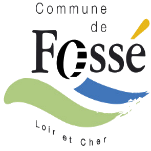 Commune
de
Fossé
Loir et Cher